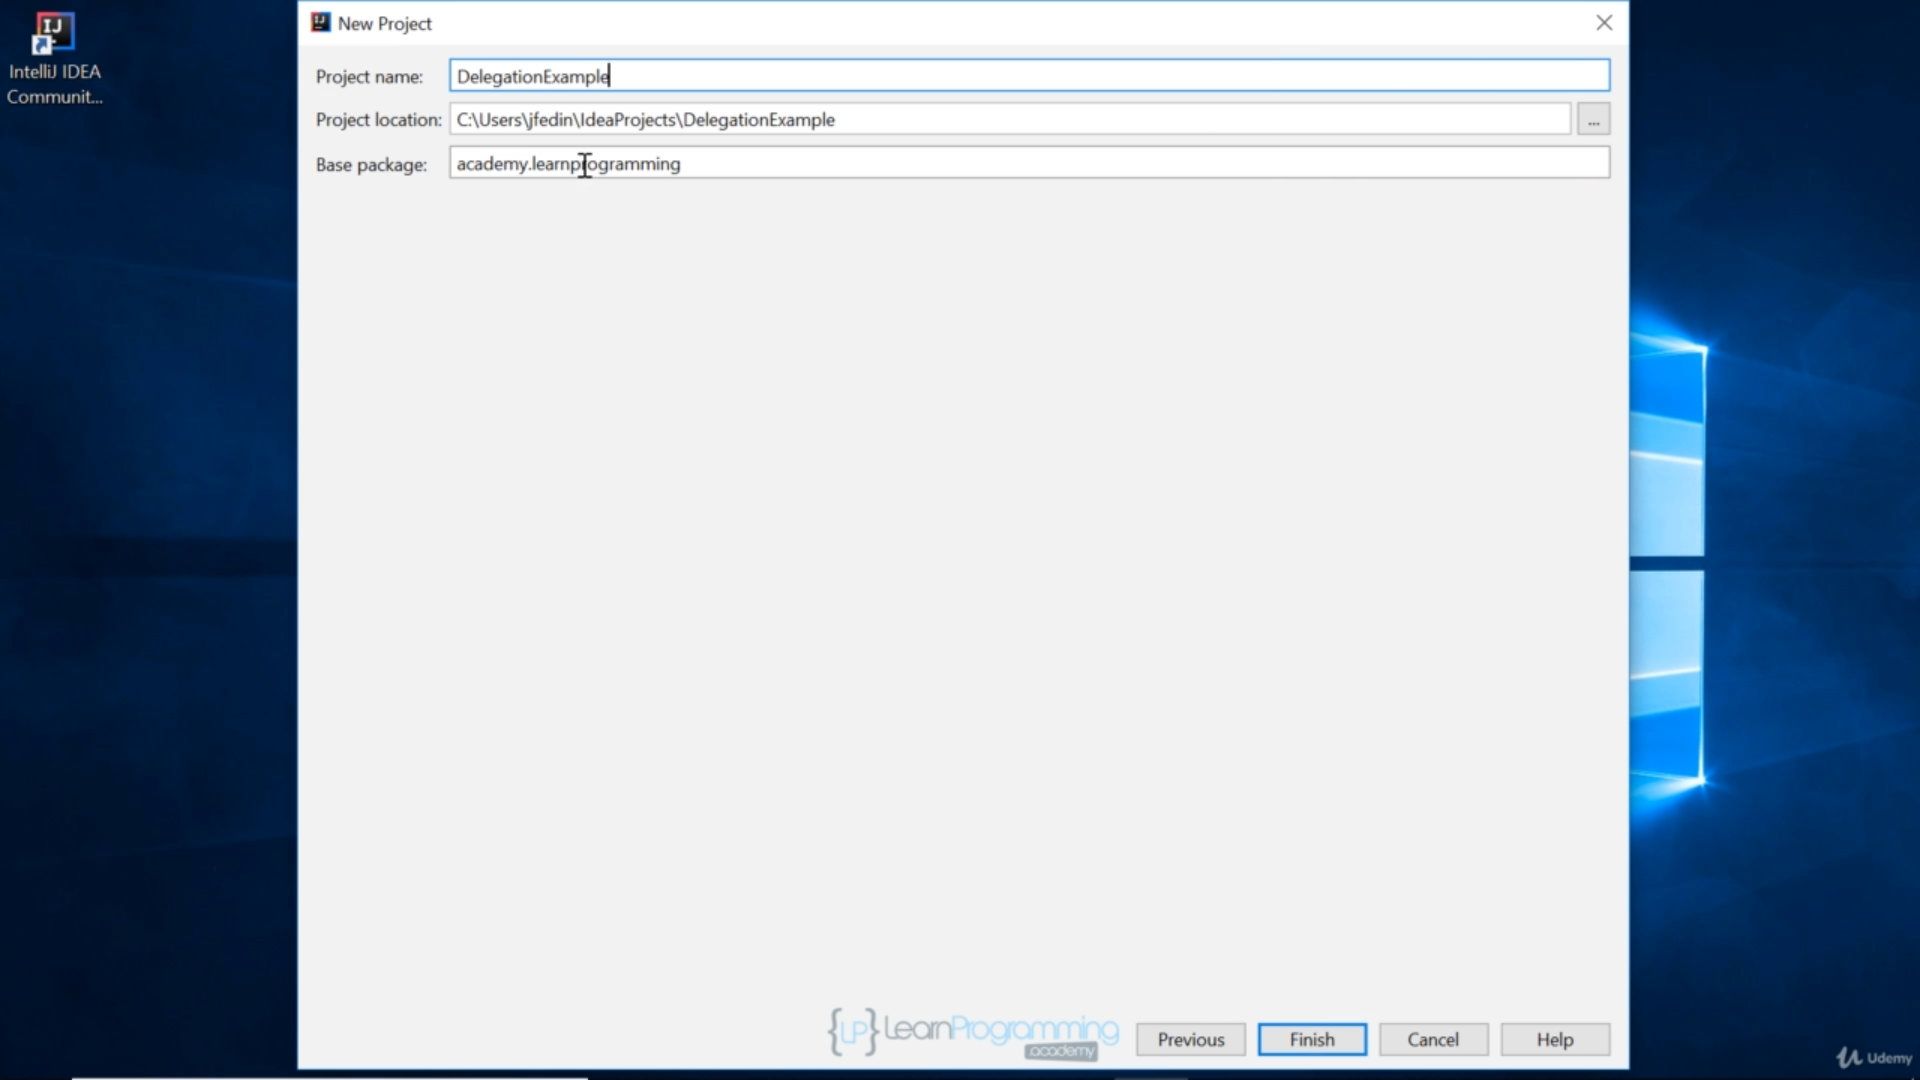 IJ
IntelliJ IDEA
Communit...
New Project
Project name: DelegationExample
Project location: C:\Users\jfedin\IdeaProjects\DelegationExample ...
Base package: academy.learnprogramming
{LP} LearnProgramming
academy
Previous Finish Cancel Help
Udemy